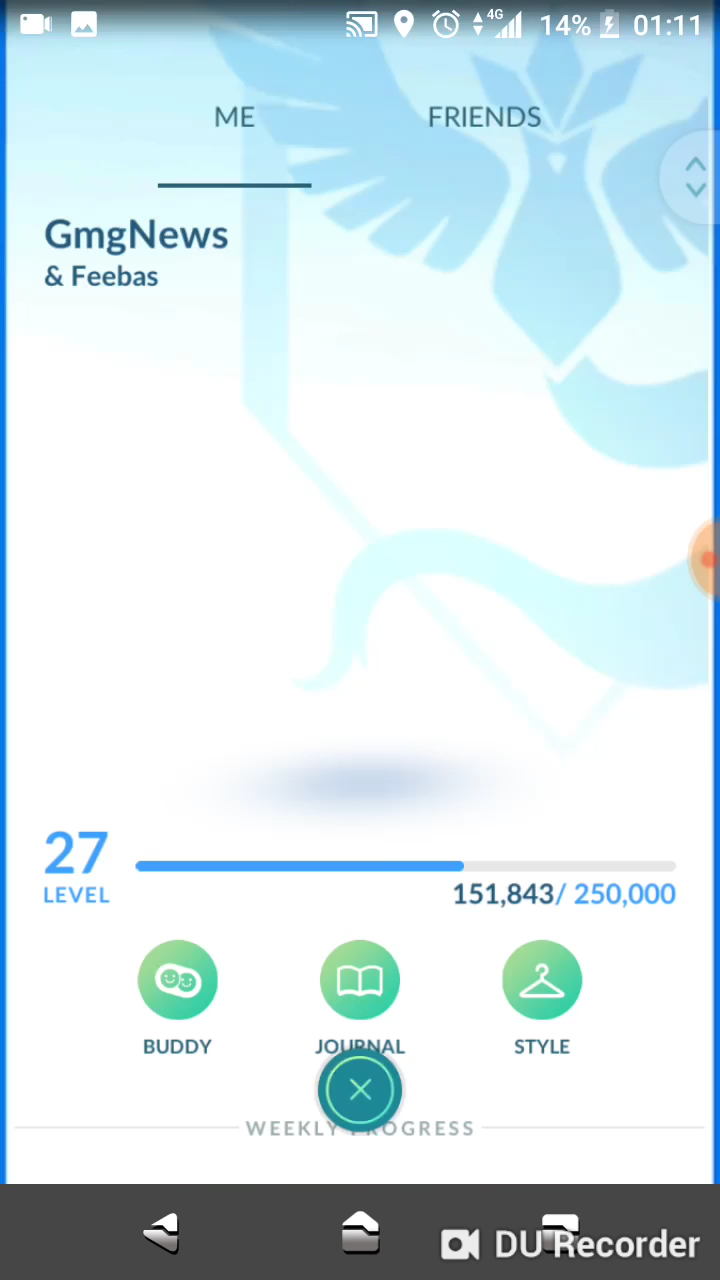 4G 14% 01:11
ME FRIENDS
GmgNews
& Feebas
27
LEVEL
151,843/ 250,000
BUDDY JOURNAL STYLE
WEEKLY PROGRESS
DU Recorder